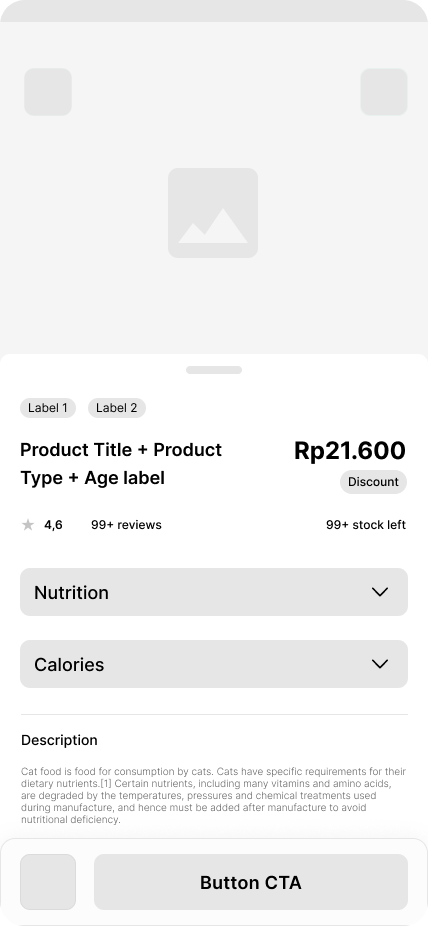 Label 1 Label 2
Product Title + Product
Type + Age label
Rp21.600
Discount
4,6 99+ reviews 99+ stock left
Nutrition
Calories
Description
Cat food is food for consumption by cats. Cats have specific requirements for their
dietary nutrients.[1] Certain nutrients, including many vitamins and amino acids,
are degraded by the temperatures, pressures and chemical treatments used
during manufacture, and hence must be added after manufacture to avoid
nutritional deficiency.
Button CTA